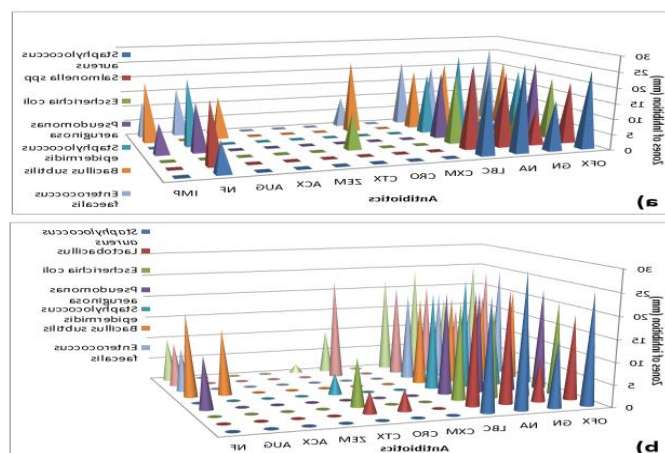 Zones of inhibition (mm)
30
25
20
15
10
5
0
OFX
GN
NA
LBC
CXM
CRO
CTX
ZEM
ACX
AUG
NF
IMP
Antibiotics
Staphylococcus
aureus
Salmonella spp
Escherichia coli
Pseudomonas
aeruginosa
Staphylococcus
epidermidis
Bacillus subtilis
Enterococcus
faecalis
a)
Zones of inhibition (mm)
30
25
20
15
10
5
0
OFX
GN
NA
LBC
CXM
CRO
CTX
ZEM
ACX
AUG
NF
Antibiotics
Staphylococcus
aureus
Lactobacillus
Escherichia coli
Pseudomonas
aeruginosa
Staphylococcus
epidermidis
Bacillus subtilis
Enterococcus
faecalis
b)